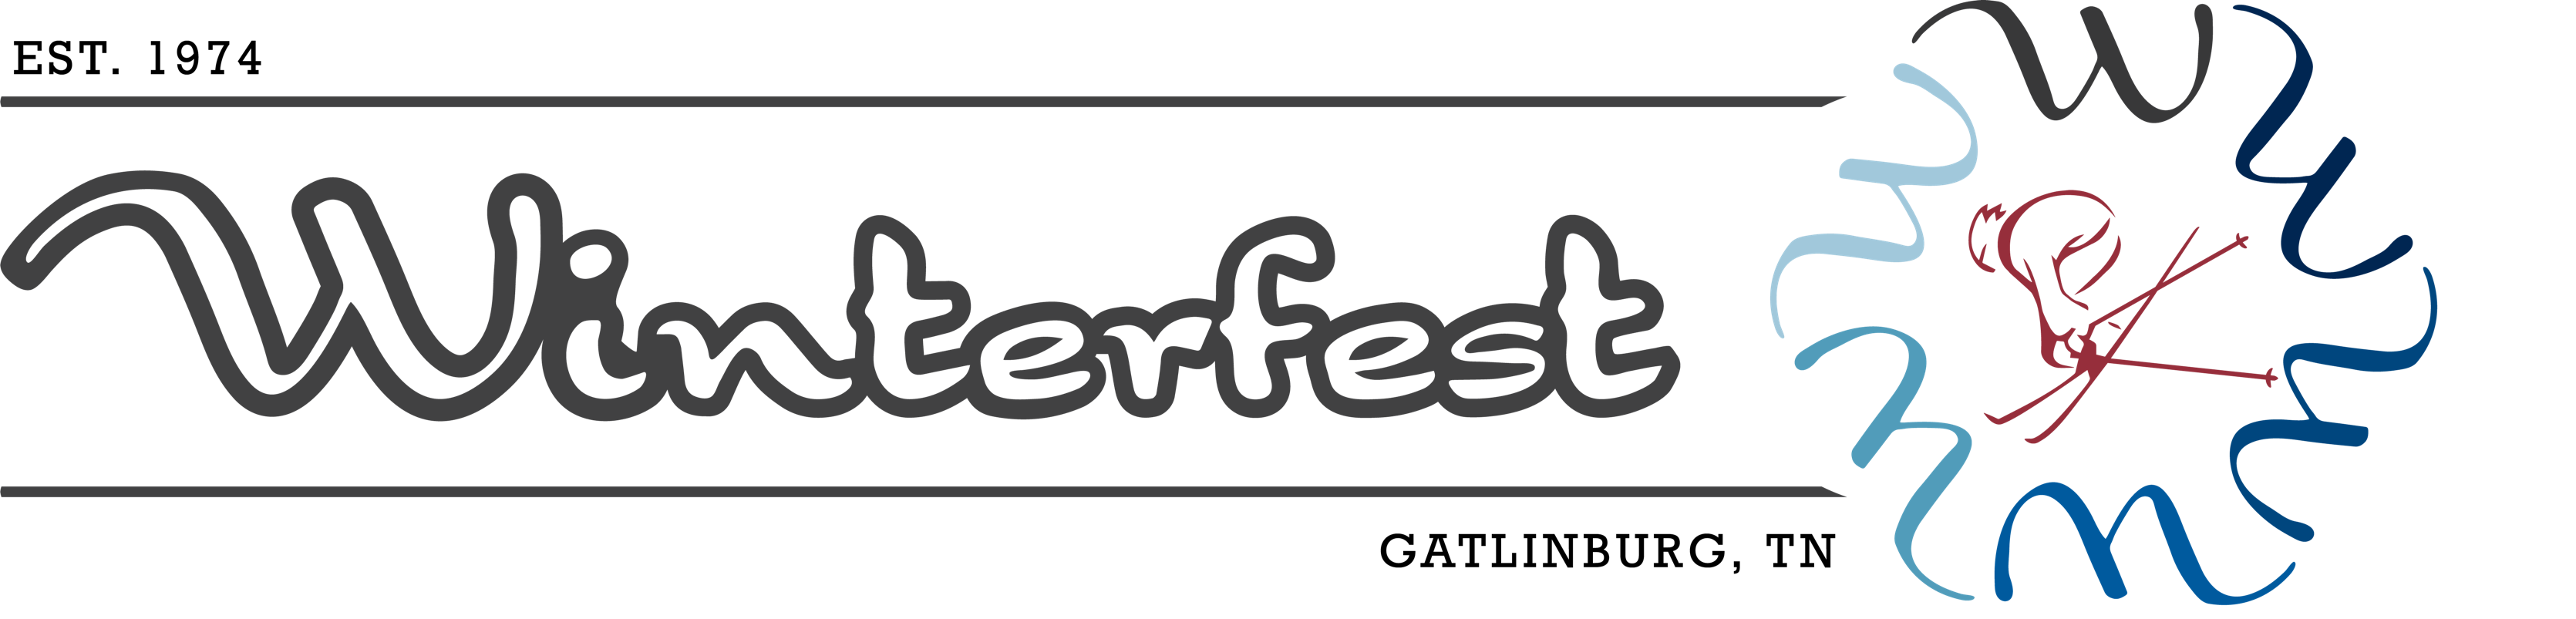 EST. 1974
Winterfest
GATLINBURG, TN
W
W
W
W
W
W